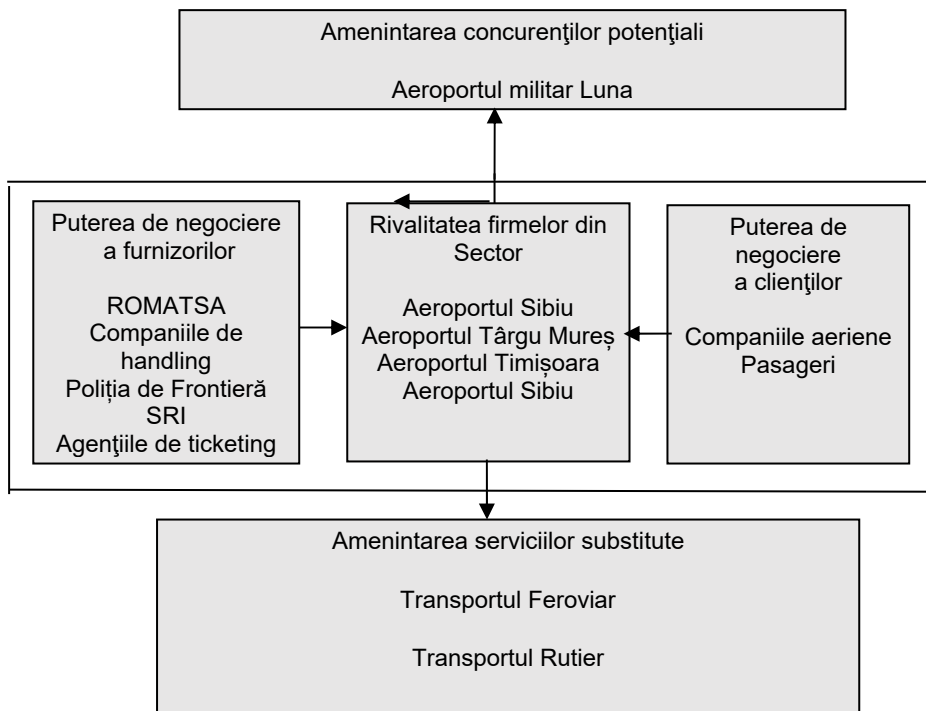 Amenintarea concurenţilor potenţiali
Aeroportul militar Luna
Puterea de negociere
a furnizorilor
ROMATSA
Companiile de
handling
Poliția de Frontieră
SRI
Agenţiile de ticketing
Rivalitatea firmelor din
Sector
Aeroportul Sibiu
Aeroportul Târgu Mureș
Aeroportul Timișoara
Aeroportul Sibiu
Puterea de
negociere
a clienţilor
Companiile aeriene
Pasageri
Amenintarea serviciilor substitute
Transportul Feroviar
Transportul Rutier